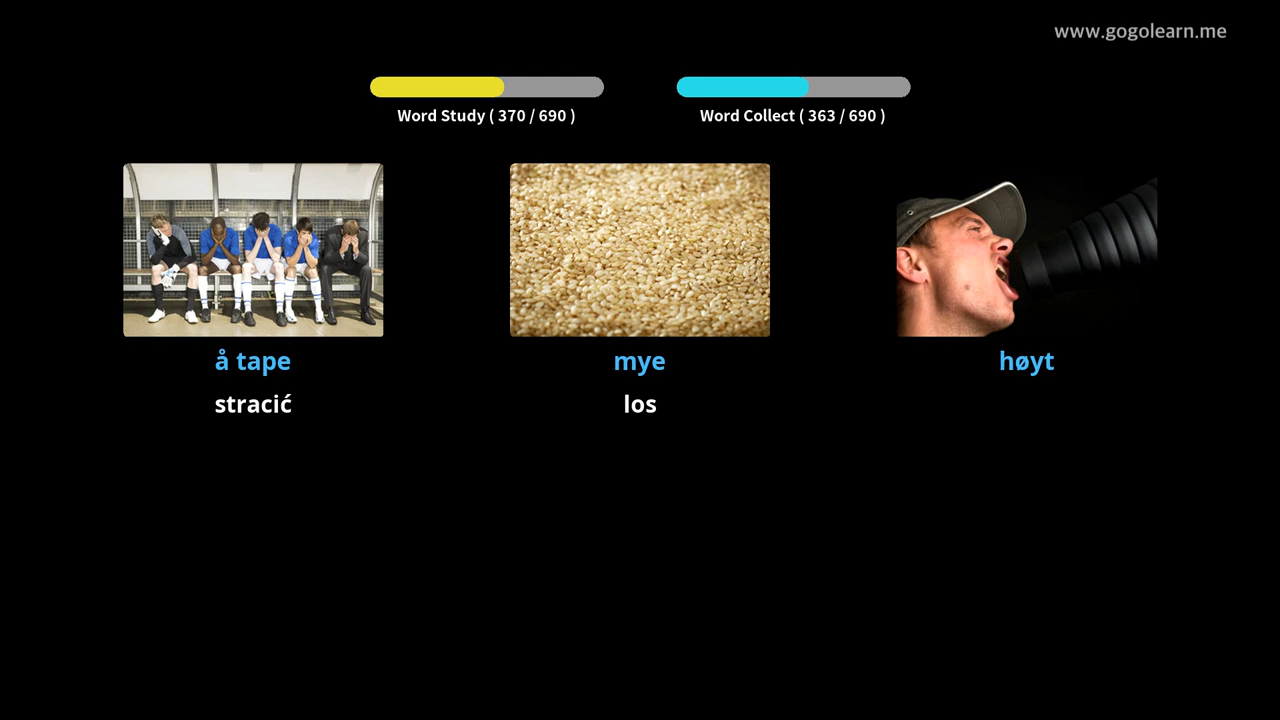 www.gogolearn.me
Word Study ( 370 / 690 )
Word Collect ( 363 / 690 )
å tape
mye
høyt
stracić
los